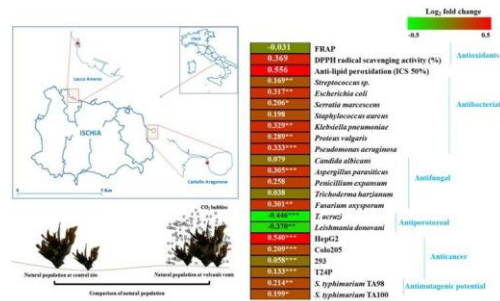 Lacco Ameno
ITALY
ISCHIA
Castello Aragonese
CO₂ bubbles
Natural population at control site
Natural population at volcanic vents
Comparison of natural population
Log₂ fold change
-0.5
0.5
-0.031 FRAP
0.369 DPPH radical scavenging activity (%)
0.556 Anti-lipid peroxidation (ICS 50%)
Antioxidants
0.169** Streptococcus sp.
0.317** Escherichia coli
0.206* Serratia marcescens
0.198 Staphylococcus aureus
0.329** Klebsiella pneumoniae
0.289** Proteus vulgaris
0.333*** Pseudomonas aeruginosa
Antibacterial
0.079 Candida albicans
0.305*** Aspergillus parasiticus
0.258 Penicillium expansum
0.038 Trichoderma harzianum
0.301** Fusarium oxysporum
Antifungal
-0.446*** T. acruzi
-0.370** Leishmania donovani
Antiprotozoal
0.540*** HepG2
0.209*** Colo205
0.058*** 293
0.133*** T24P
Anticancer
0.214** S. typhimarium TA98
0.199* S. typhimarium TA100
Antimutagenic potential